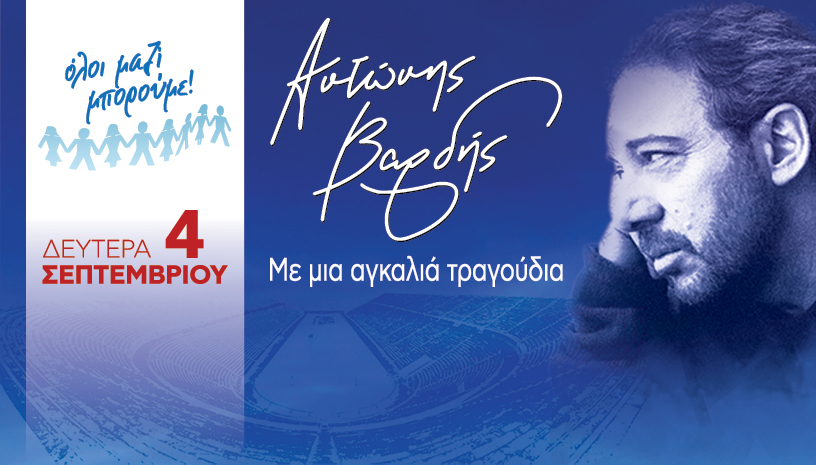 όλοι μαζί
μπορούμε!
ΔΕΥΤΕΡΑ 4
ΣΕΠΤΕΜΒΡΙΟΥ
Αντώνης
Βαρδής
Με μια αγκαλιά τραγούδια